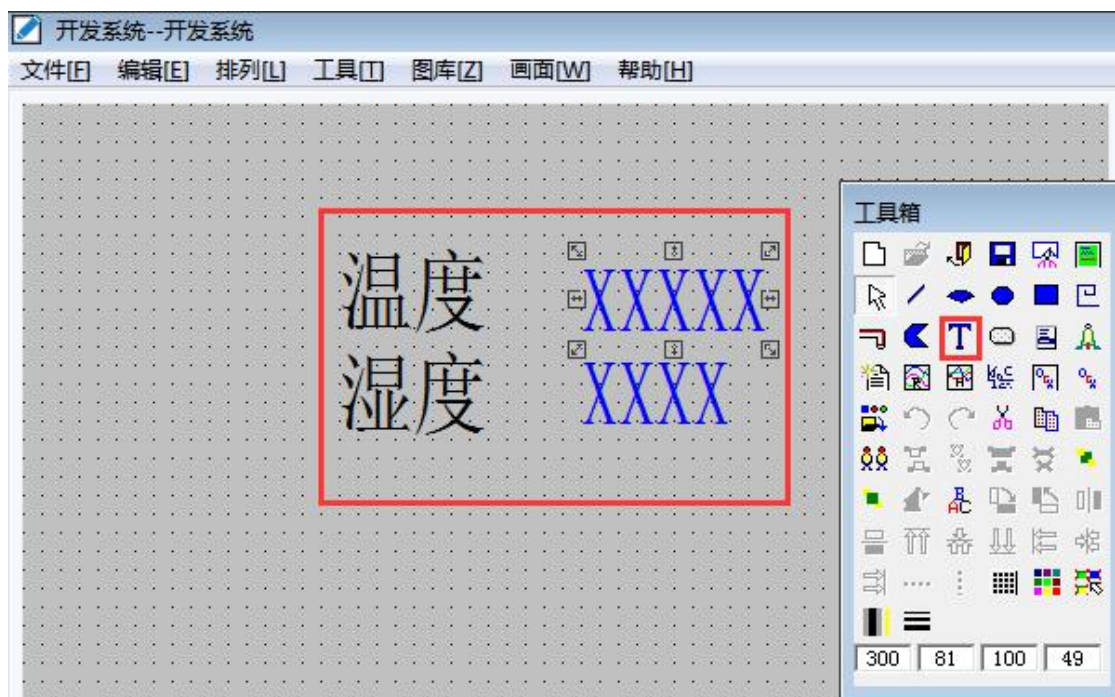 开发系统--开发系统
文件[F] 编辑[E] 排列[L] 工具[T] 图库[Z] 画面[W] 帮助[H]
工具箱
温度 XXXXX
湿度 XXXX
T
300 81 100 49